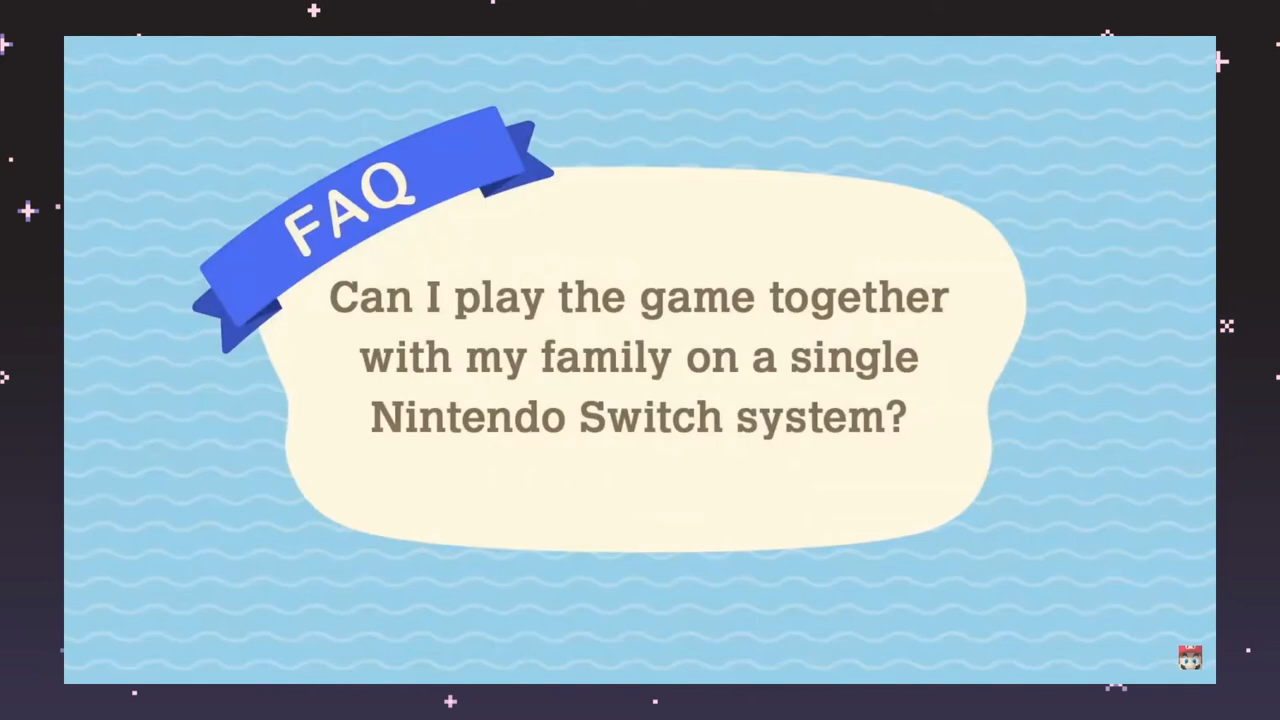 FAQ
Can I play the game together
with my family on a single
Nintendo Switch system?